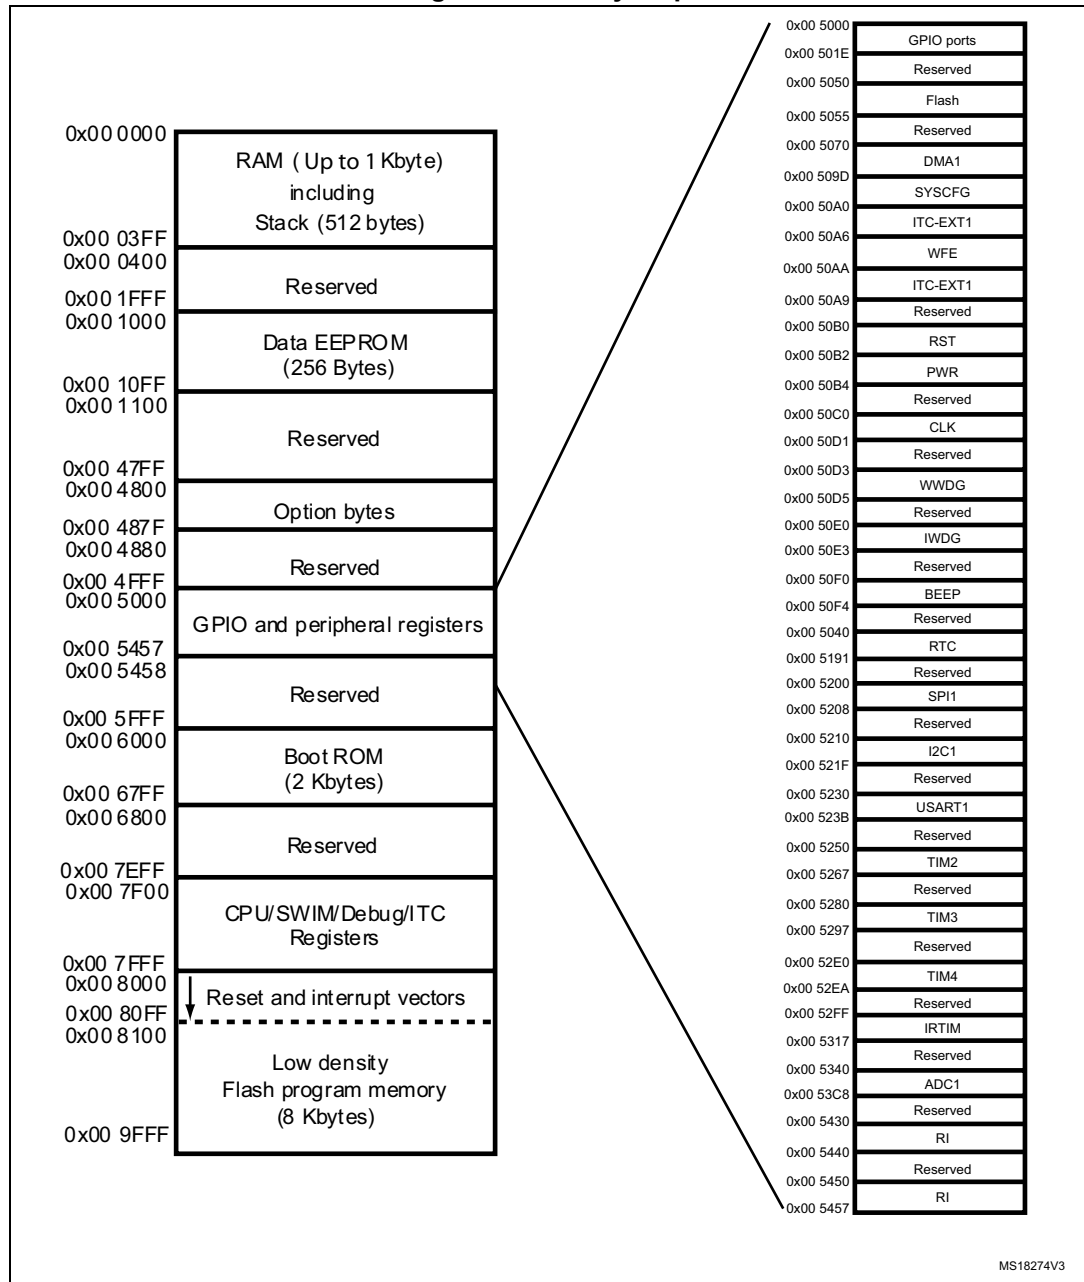 0x00 0000
RAM ( Up to 1 Kbyte)
including
Stack (512 bytes)
0x00 03FF
0x00 0400
Reserved
0x00 1FFF
0x00 1000
Data EEPROM
(256 Bytes)
0x00 10FF
0x00 1100
Reserved
0x00 47FF
0x00 4800
Option bytes
0x00 487F
0x00 4880
Reserved
0x00 4FFF
0x00 5000
GPIO and peripheral registers
0x00 5457
0x00 5458
Reserved
0x00 5FFF
0x00 6000
Boot ROM
(2 Kbytes)
0x00 67FF
0x00 6800
Reserved
0x00 7EFF
0x00 7F00
CPU/SWIM/Debug/ITC
Registers
0x00 7FFF
0x00 8000
Reset and interrupt vectors
0x00 80FF
0x00 8100
Low density
Flash program memory
(8 Kbytes)
0x00 9FFF
0x00 5000
GPIO ports
0x00 501E
Reserved
0x00 5050
Flash
0x00 5055
Reserved
0x00 5070
DMA1
0x00 509D
SYSCFG
0x00 50A0
ITC-EXT1
0x00 50A6
WFE
0x00 50AA
ITC-EXT1
0x00 50A9
Reserved
0x00 50B0
RST
0x00 50B2
PWR
0x00 50B4
Reserved
0x00 50C0
CLK
0x00 50D1
Reserved
0x00 50D3
WWDG
0x00 50D5
Reserved
0x00 50E0
IWDG
0x00 50E3
Reserved
0x00 50F0
BEEP
0x00 50F4
Reserved
0x00 5040
RTC
0x00 5191
Reserved
0x00 5200
SPI1
0x00 5208
Reserved
0x00 5210
I2C1
0x00 521F
Reserved
0x00 5230
USART1
0x00 523B
Reserved
0x00 5250
TIM2
0x00 5267
Reserved
0x00 5280
TIM3
0x00 5297
Reserved
0x00 52E0
TIM4
0x00 52EA
Reserved
0x00 52FF
IRTIM
0x00 5317
Reserved
0x00 5340
ADC1
0x00 53C8
Reserved
0x00 5430
RI
0x00 5440
Reserved
0x00 5450
RI
0x00 5457
MS18274V3